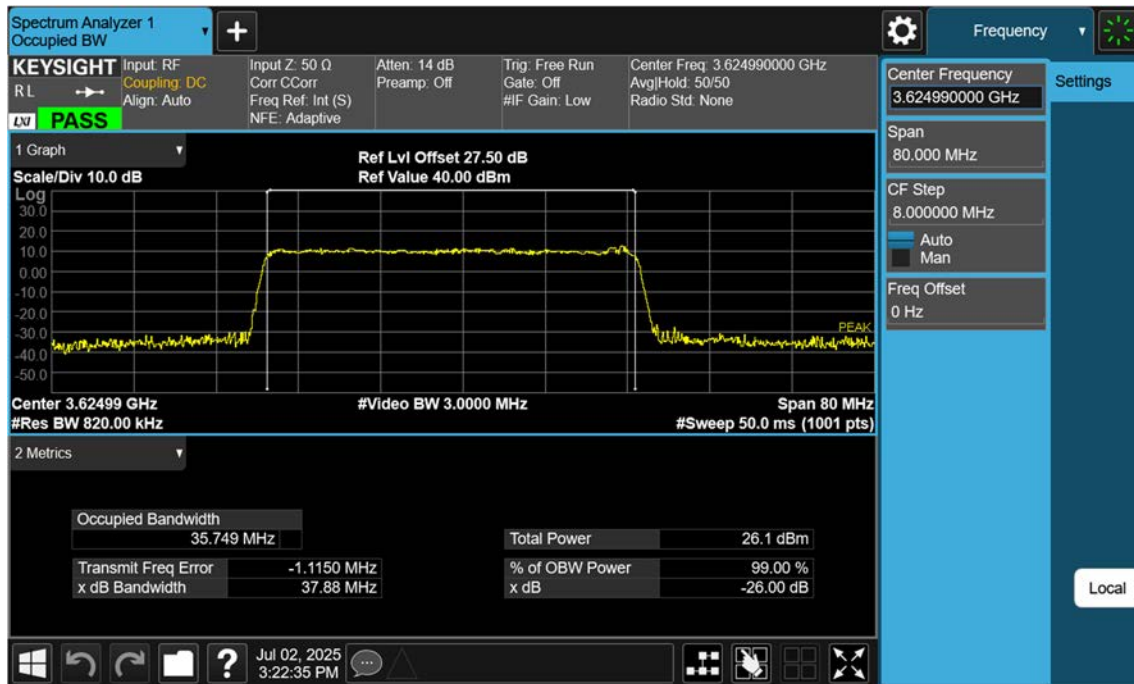 Spectrum Analyzer 1
Occupied BW
+
Frequency
KEYSIGHT
R L
LXI
PASS
Input: RF
Coupling: DC
Align: Auto
Input Z: 50 Ω
Corr CCorr
Freq Ref: Int (S)
NFE: Adaptive
Atten: 14 dB
Preamp: Off
Trig: Free Run
Gate: Off
#IF Gain: Low
Center Freq: 3.624990000 GHz
Avg|Hold: 50/50
Radio Std: None
Center Frequency
3.624990000 GHz
Settings
Span
80.000 MHz
CF Step
8.000000 MHz
Auto
Man
Freq Offset
0 Hz
1 Graph
Scale/Div 10.0 dB
Ref Lvl Offset 27.50 dB
Ref Value 40.00 dBm
Log
30.0
20.0
10.0
0.00
-10.0
-20.0
-30.0
-40.0
-50.0
PEAK
Center 3.62499 GHz
#Video BW 3.0000 MHz
Span 80 MHz
#Res BW 820.00 kHz
#Sweep 50.0 ms (1001 pts)
2 Metrics
Occupied Bandwidth
35.749 MHz
Total Power 26.1 dBm
Transmit Freq Error -1.1150 MHz
% of OBW Power 99.00 %
x dB Bandwidth 37.88 MHz
x dB -26.00 dB
Local
?
Jul 02, 2025
3:22:35 PM